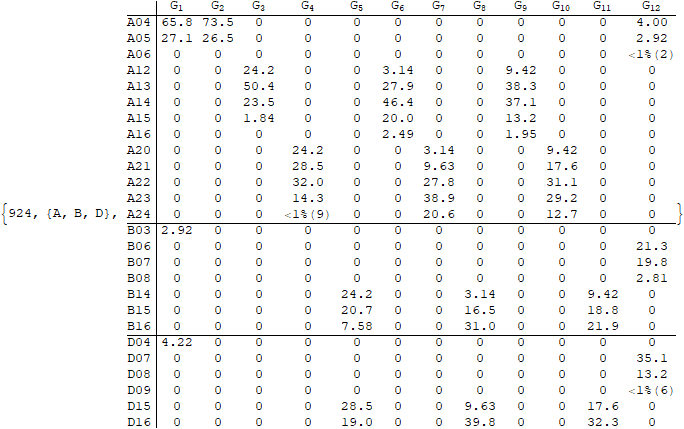 G1 G2 G3 G4 G5 G6 G7 G8 G9 G10 G11 G12
A04 65.8 73.5 0 0 0 0 0 0 0 0 0 4.00
A05 27.1 26.5 0 0 0 0 0 0 0 0 0 2.92
A06 0 0 0 0 0 0 0 0 0 0 0 <1%(2)
A12 0 0 24.2 0 0 3.14 0 0 9.42 0 0 0
A13 0 0 50.4 0 0 27.9 0 0 38.3 0 0 0
A14 0 0 23.5 0 0 46.4 0 0 37.1 0 0 0
A15 0 0 1.84 0 0 20.0 0 0 13.2 0 0 0
A16 0 0 0 0 0 2.49 0 0 1.95 0 0 0
A20 0 0 0 24.2 0 0 3.14 0 0 9.42 0 0
A21 0 0 0 28.5 0 0 9.63 0 0 17.6 0 0
A22 0 0 0 32.0 0 0 27.8 0 0 31.1 0 0
A23 0 0 0 14.3 0 0 38.9 0 0 29.2 0 0
{924, {A, B, D}, A24 0 0 0 <1%(9) 0 0 20.6 0 0 12.7 0 0 }
B03 2.92 0 0 0 0 0 0 0 0 0 0 0
B06 0 0 0 0 0 0 0 0 0 0 0 21.3
B07 0 0 0 0 0 0 0 0 0 0 0 19.8
B08 0 0 0 0 0 0 0 0 0 0 0 2.81
B14 0 0 0 0 24.2 0 0 3.14 0 0 9.42 0
B15 0 0 0 0 20.7 0 0 16.5 0 0 18.8 0
B16 0 0 0 0 7.58 0 0 31.0 0 0 21.9 0
D04 4.22 0 0 0 0 0 0 0 0 0 0 0
D07 0 0 0 0 0 0 0 0 0 0 0 35.1
D08 0 0 0 0 0 0 0 0 0 0 0 13.2
D09 0 0 0 0 0 0 0 0 0 0 0 <1%(6)
D15 0 0 0 0 28.5 0 0 9.63 0 0 17.6 0
D16 0 0 0 0 19.0 0 0 39.8 0 0 32.3 0